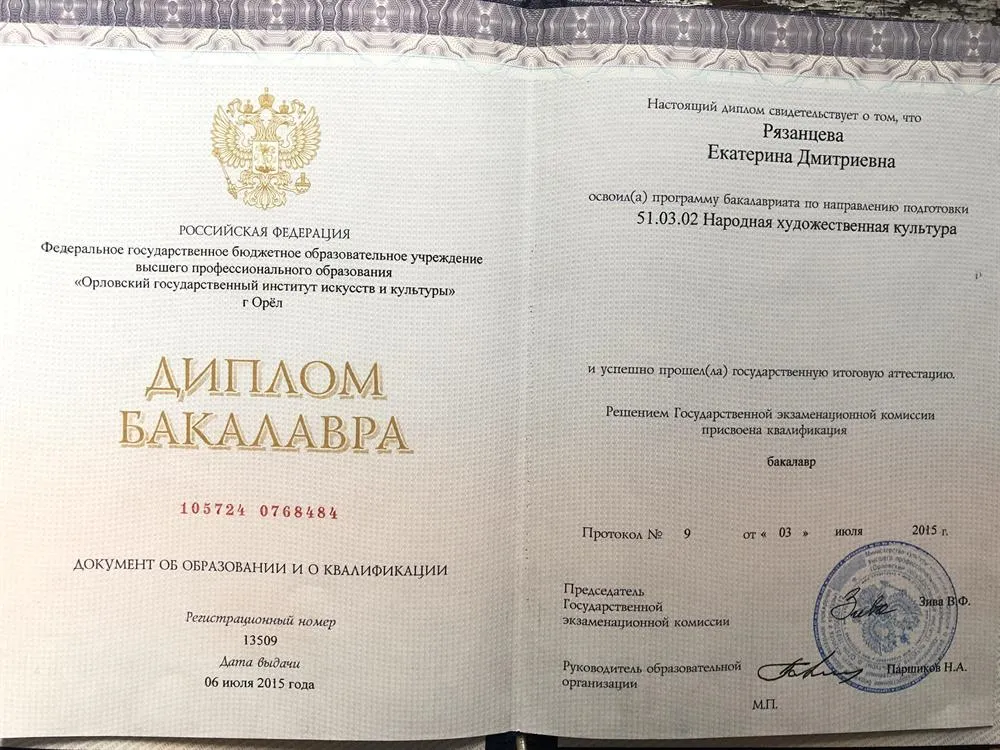 РОССИЙСКАЯ ФЕДЕРАЦИЯ
Федеральное государственное бюджетное образовательное учреждение
высшего профессионального образования
«Орловский государственный институт искусств и культуры»
г Орёл
ДИПЛОМ
БАКАЛАВРА
105724 0768484
ДОКУМЕНТ ОБ ОБРАЗОВАНИИ И О КВАЛИФИКАЦИИ
Регистрационный номер
13509
Дата выдачи
06 июля 2015 года
Настоящий диплом свидетельствует о том, что
Рязанцева
Екатерина Дмитриевна
освоил(а) программу бакалавриата по направлению подготовки
51.03.02 Народная художественная культура
и успешно прошел(ла) государственную итоговую аттестацию.
Решением Государственной экзаменационной комиссии
присвоена квалификация
бакалавр
Протокол № 9 от « 03 » июля 2015 г.
Председатель
Государственной
экзаменационной комиссии
Зива В.Ф.
Руководитель образовательной
организации
Паршиков Н.А.
М.П.